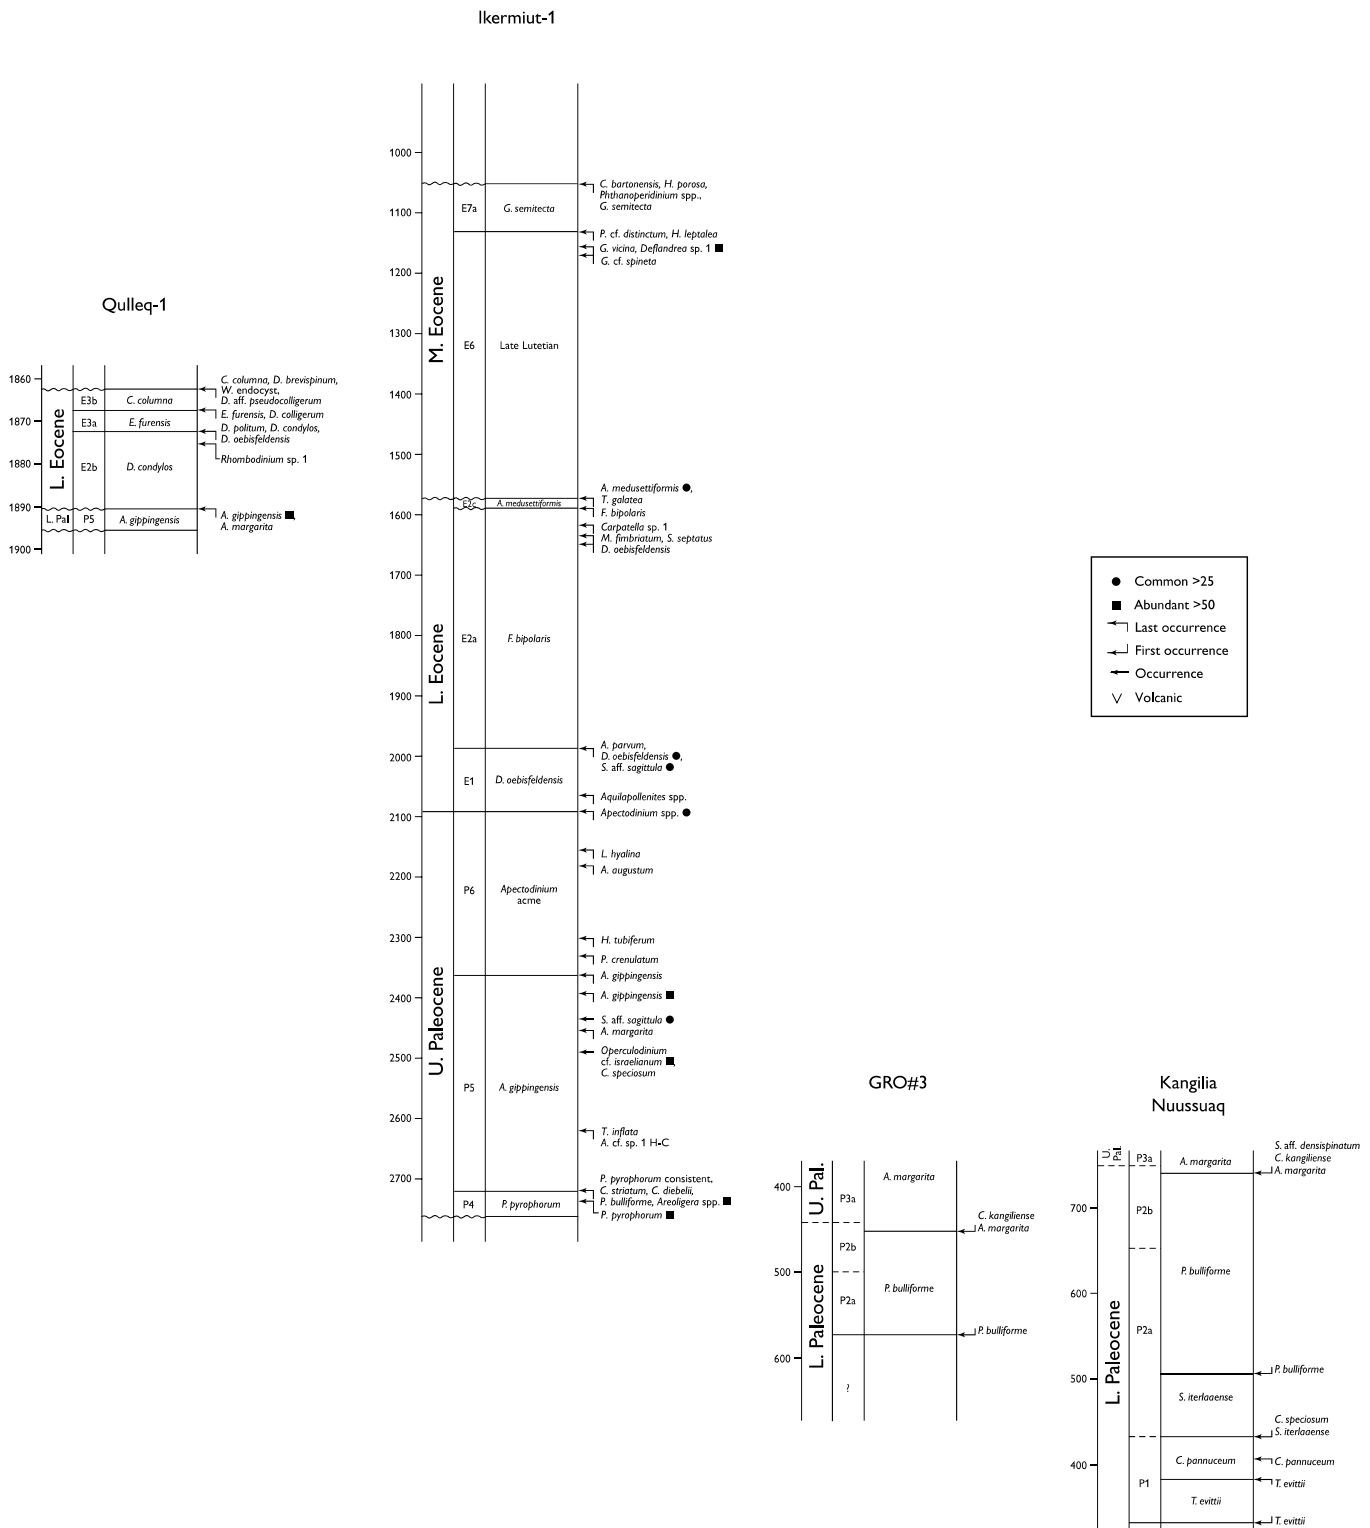 Ikermiut-1
1000
1100
1200
1300
1400
1500
1600
1700
1800
1900
2000
2100
2200
2300
2400
2500
2600
2700
M. Eocene
L. Eocene
U. Paleocene
E7a
E6
E2c
E2a
E1
P6
P5
P4
G. semitecta
Late Lutetian
A. medusettiformis
F. bipolaris
D. oebisfeldensis
Apectodinium
acme
A. gippingensis
P. pyrophorum
C. bartonensis, H. porosa,
Phthanoperidinium spp.,
G. semitecta
P. cf. distinctum, H. leptalea
G. vicina, Deflandrea sp. 1 ■
G. cf. spineta
A. medusettiformis ●,
T. galatea
F. bipolaris
Carpatella sp. 1
M. fimbriatum, S. septatus
D. oebisfeldensis
A. parvum,
D. oebisfeldensis ●,
S. aff. sagittula ●
Aquilapollenites spp.
Apectodinium spp. ●
L. hyalina
A. augustum
H. tubiferum
P. crenulatum
A. gippingensis
A. gippingensis ■
S. aff. sagittula ●
A. margarita
Operculodinium
cf. israelianum ■,
C. speciosum
T. inflata
A. cf. sp. 1 H-C
P. pyrophorum consistent,
C. striatum, C. diebelii,
P. bulliforme, Areoligera spp. ■
P. pyrophorum ■
Qulleq-1
1860
1870
1880
1890
1900
L. Eocene
L. Pal
E3b
E3a
E2b
P5
C. columna
E. furensis
D. condylos
A. gippingensis
C. columna, D. brevispinum,
W. endocyst,
D. aff. pseudocolligerum
E. furensis, D. colligerum
D. politum, D. condylos,
D. oebisfeldensis
Rhombodinium sp. 1
A. gippingensis ■,
A. margarita
● Common >25
■ Abundant >50
Last occurrence
First occurrence
Occurrence
Volcanic
GRO#3
400
500
600
U. Pal.
L. Paleocene
P3a
P2b
P2a
?
A. margarita
P. bulliforme
C. kangiliense
A. margarita
P. bulliforme
Kangilia
Nuussuaq
700
600
500
400
U.
Pal.
L. Paleocene
P3a
P2b
P2a
P1
A. margarita
P. bulliforme
S. iterlaaense
C. pannuceum
T. evittii
S. aff. densispinatum
C. kangiliense
A. margarita
P. bulliforme
C. speciosum
S. iterlaaense
C. pannuceum
T. evittii
T. evittii